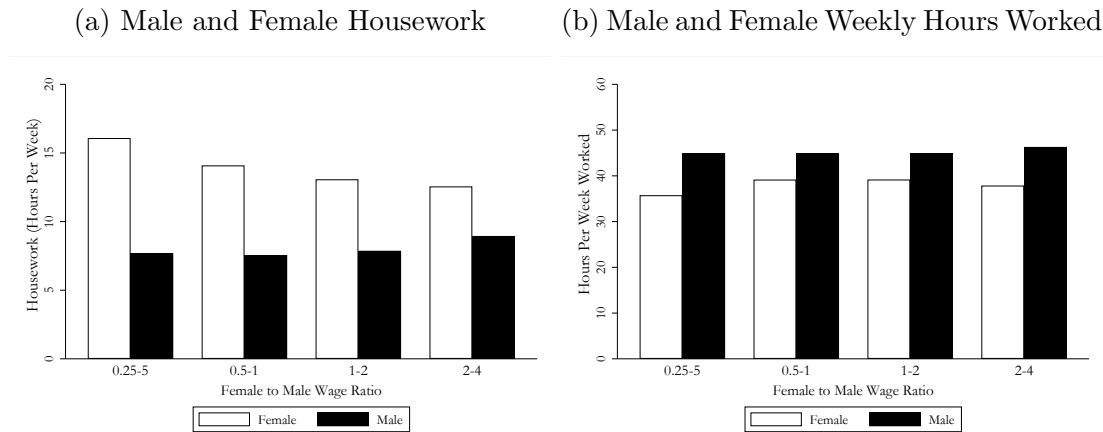 (a) Male and Female Housework
Housework (Hours Per Week)
20
15
10
5
0
0.25-5 0.5-1 1-2 2-4
Female to Male Wage Ratio
Female Male
(b) Male and Female Weekly Hours Worked
Hours Per Week Worked
60
50
40
30
20
10
0
0.25-5 0.5-1 1-2 2-4
Female to Male Wage Ratio
Female Male